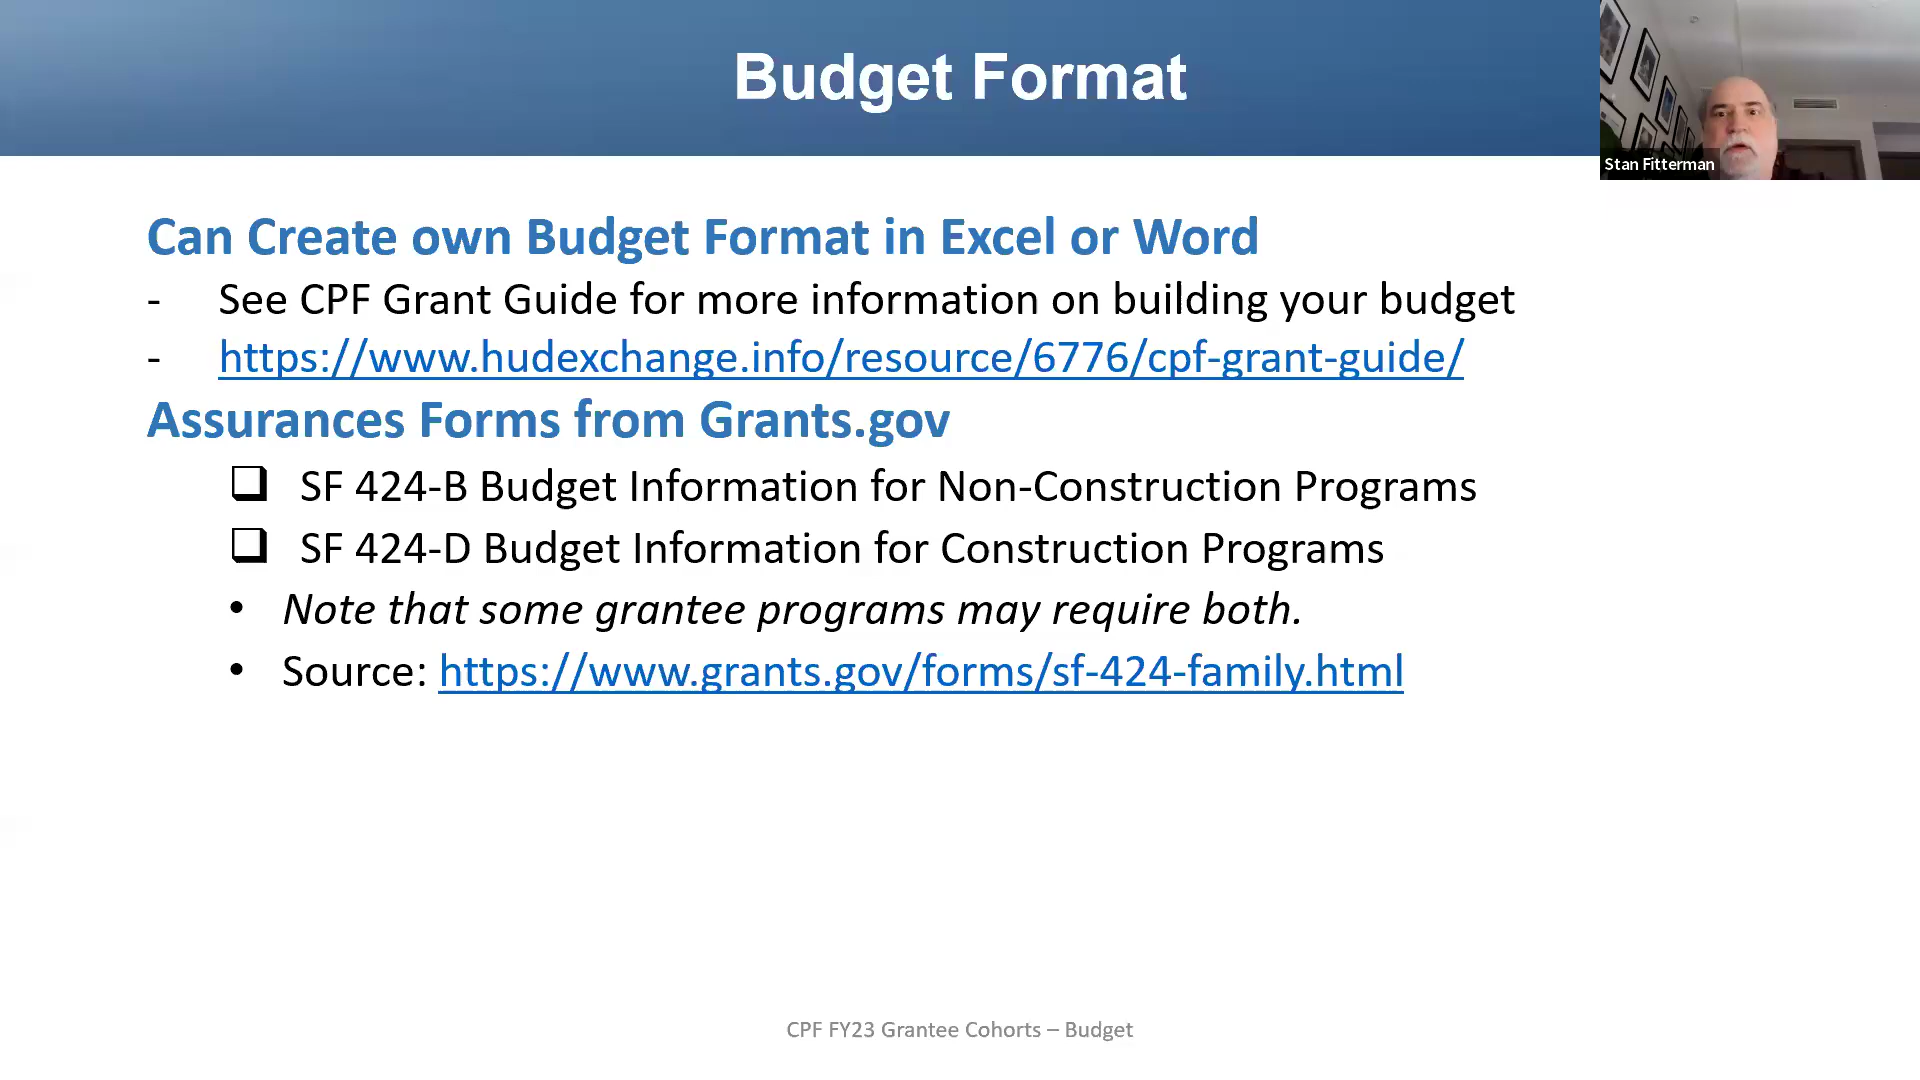 Budget Format
Stan Fitterman
Can Create own Budget Format in Excel or Word
- See CPF Grant Guide for more information on building your budget
- https://www.hudexchange.info/resource/6776/cpf-grant-guide/
Assurances Forms from Grants.gov
❑ SF 424-B Budget Information for Non-Construction Programs
❑ SF 424-D Budget Information for Construction Programs
• Note that some grantee programs may require both.
• Source: https://www.grants.gov/forms/sf-424-family.html
CPF FY23 Grantee Cohorts – Budget